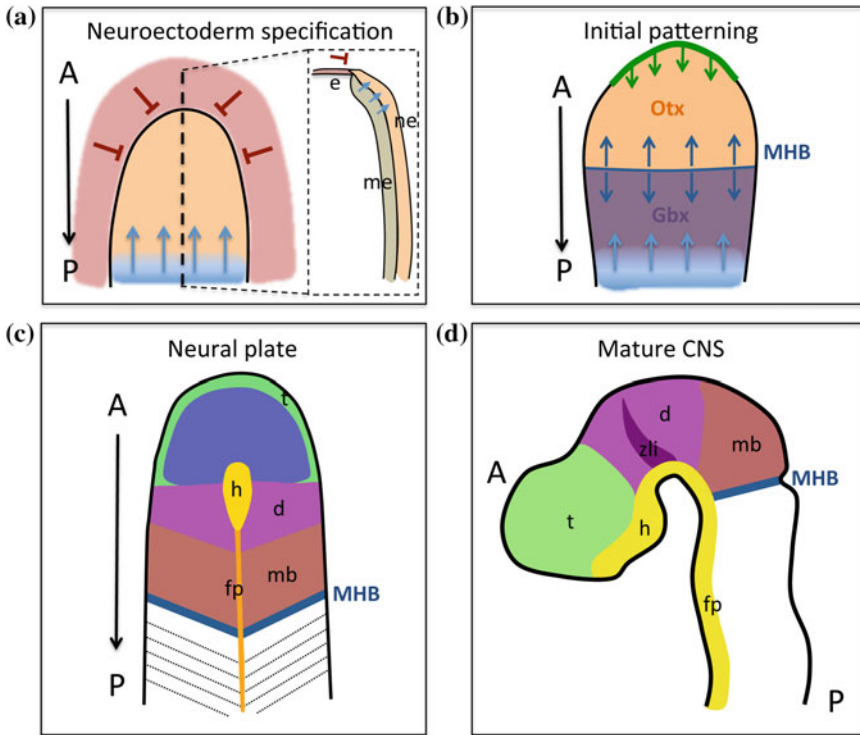 (a)
Neuroectoderm specification
A
P
e
ne
me
(b)
Initial patterning
A
P
Otx
MHB
Gbx
(c)
Neural plate
A
P
t
h
d
fp
mb
MHB
(d)
Mature CNS
A
d
zli
mb
MHB
t
h
fp
P